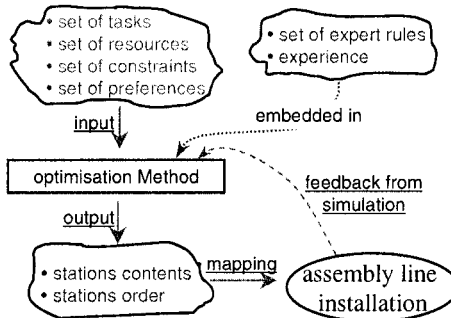 • set of tasks
• set of resources
• set of constraints
• set of preferences
• set of expert rules
• experience
input
embedded in
optimisation Method
feedback from
simulation
output
• stations contents
• stations order
mapping
assembly line
installation